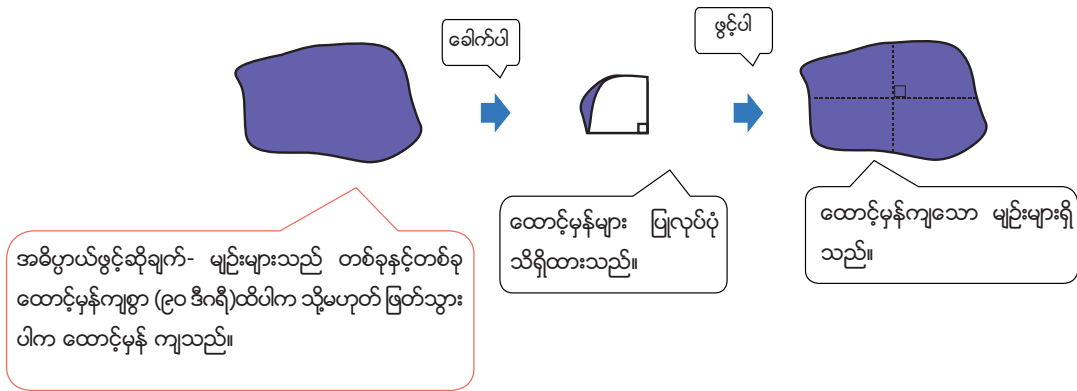 ခေါက်ပါ
ဖွင့်ပါ
အဓိပ္ပာယ်ဖွင့်ဆိုချက်- မျဉ်းများသည် တစ်ခုနှင့်တစ်ခု
ထောင့်မှန်ကျစွာ (၉၀ ဒီဂရီ)ထိပါက သို့မဟုတ် ဖြတ်သွား
ပါက ထောင့်မှန် ကျသည်။
ထောင့်မှန်များ ပြုလုပ်ပုံ
သိရှိထားသည်။
ထောင့်မှန်ကျသော မျဉ်းများရှိ
သည်။